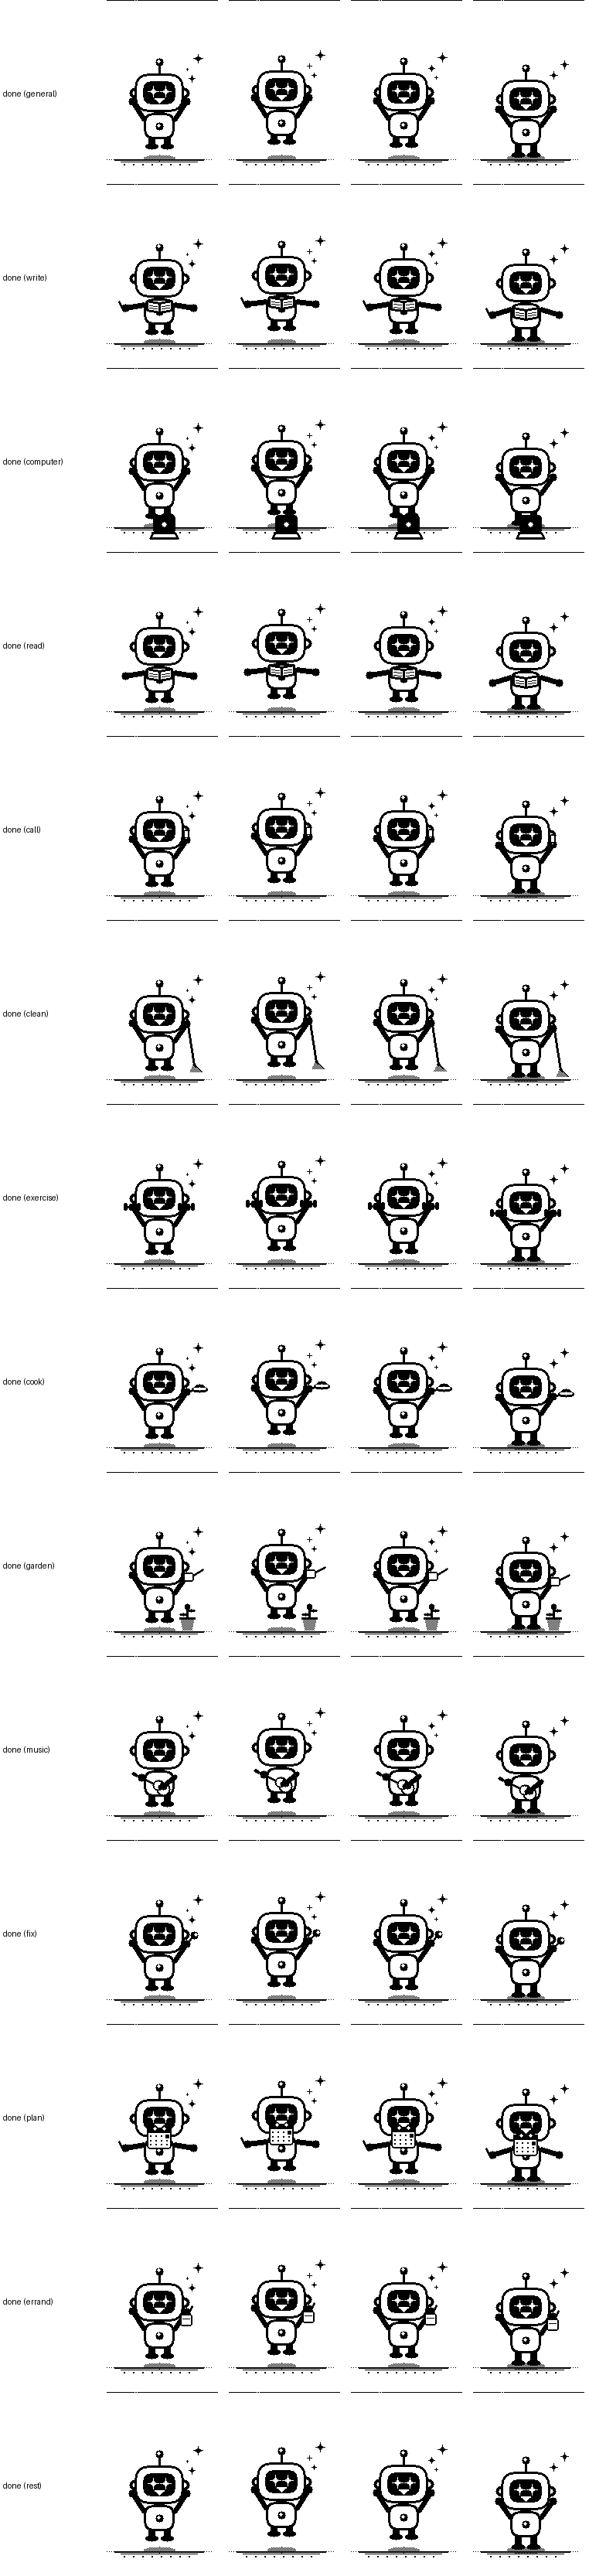 done (general)
done (write)
done (computer)
done (read)
done (call)
done (clean)
done (exercise)
done (cook)
done (garden)
done (music)
done (fix)
done (plan)
done (errand)
done (rest)